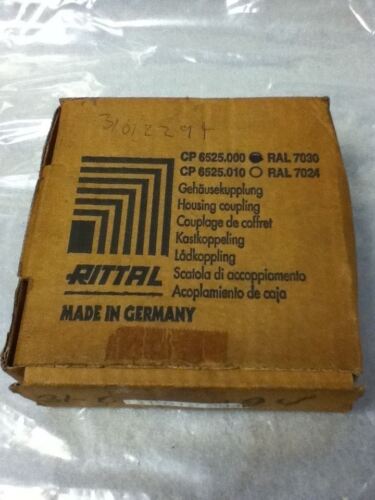 31012294
CP 6525.000 ● RAL 7030
CP 6525.010 ○ RAL 7024
Gehäusekupplung
Housing coupling
Couplage de coffret
Kastkoppeling
Lådkoppling
Scatola di accoppiamento
Acoplamiento de caja
RITTAL
MADE IN GERMANY